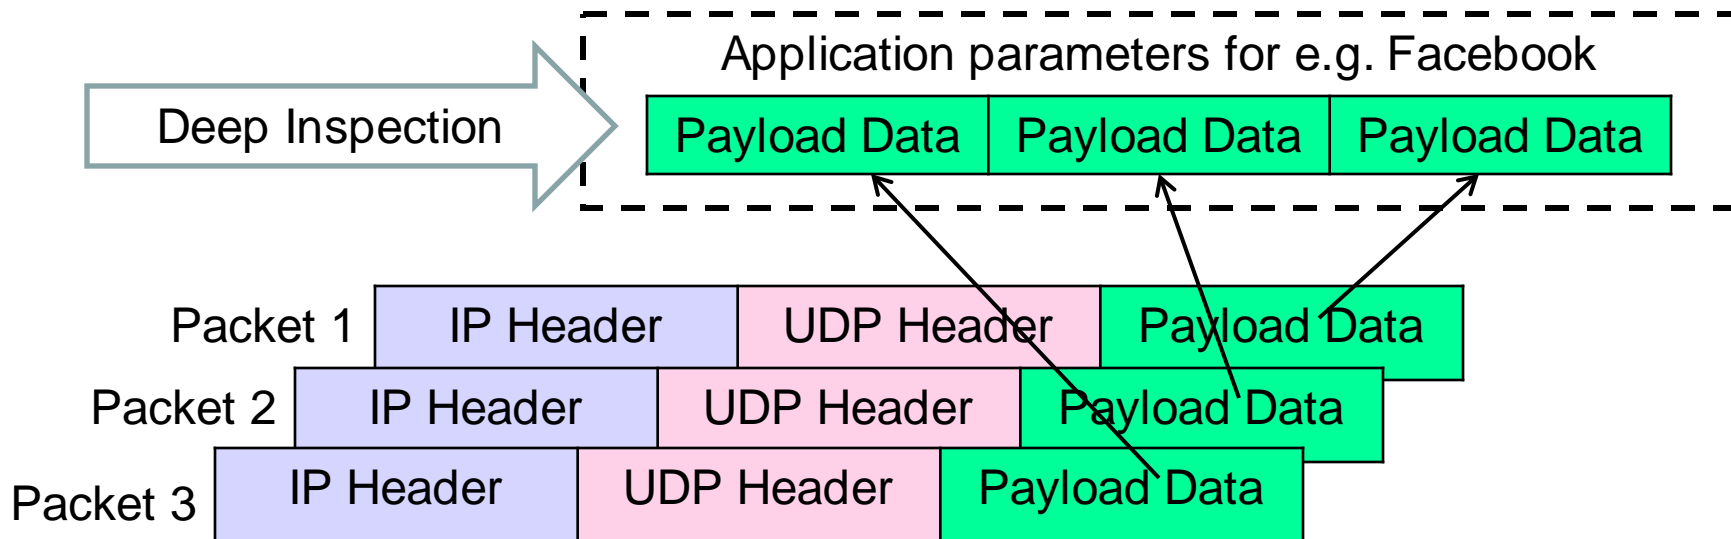 Application parameters for e.g. Facebook
Deep Inspection
Payload Data Payload Data Payload Data
Packet 1 IP Header UDP Header Payload Data
Packet 2 IP Header UDP Header Payload Data
Packet 3 IP Header UDP Header Payload Data